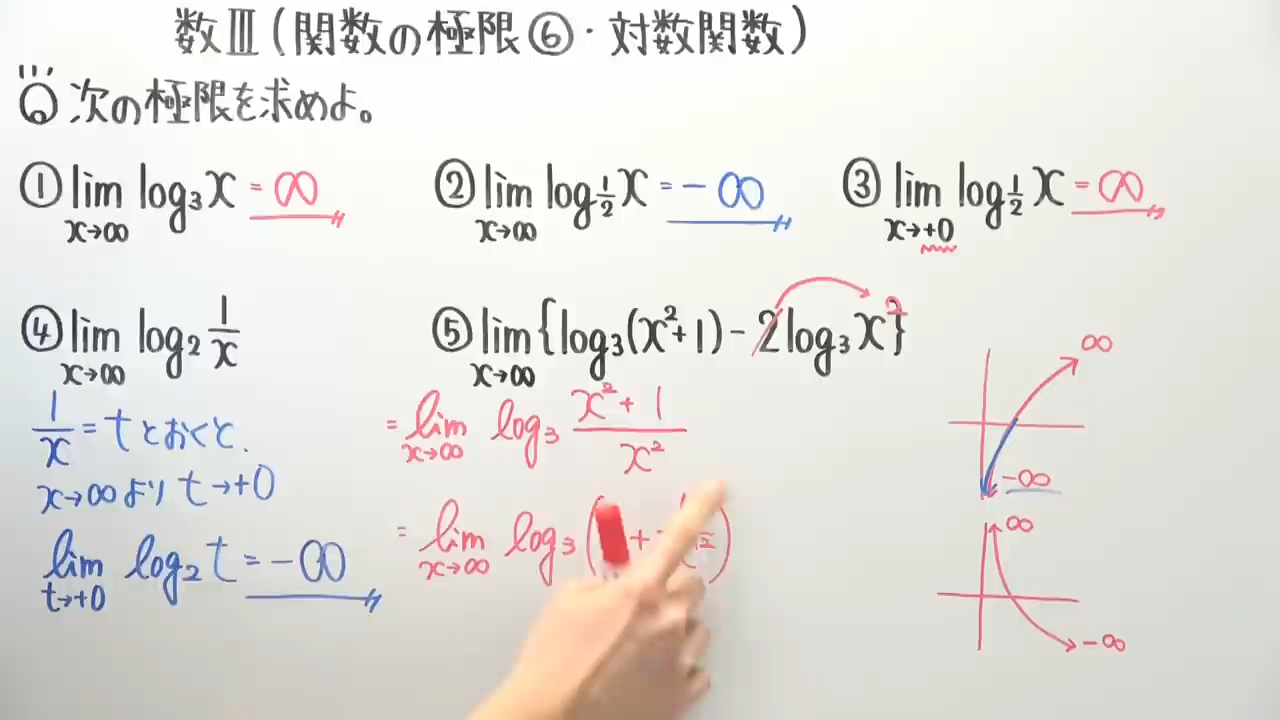 数Ⅲ(関数の極限⑥・対数関数)
Q 次の極限を求めよ。
① lim x→∞ log₃x = ∞
② lim x→∞ log½x = -∞
③ lim x→+0 log½x = ∞
④ lim x→∞ log₂ 1/x
1/x = t とおくと、
x→∞より t→+0
lim t→+0 log₂t = -∞
⑤ lim x→∞ {log₃(x²+1) - 2log₃x²}
= lim x→∞ log₃ (x²+1)/x²
= lim x→∞ log₃ ( + )
∞
-∞
∞
-∞